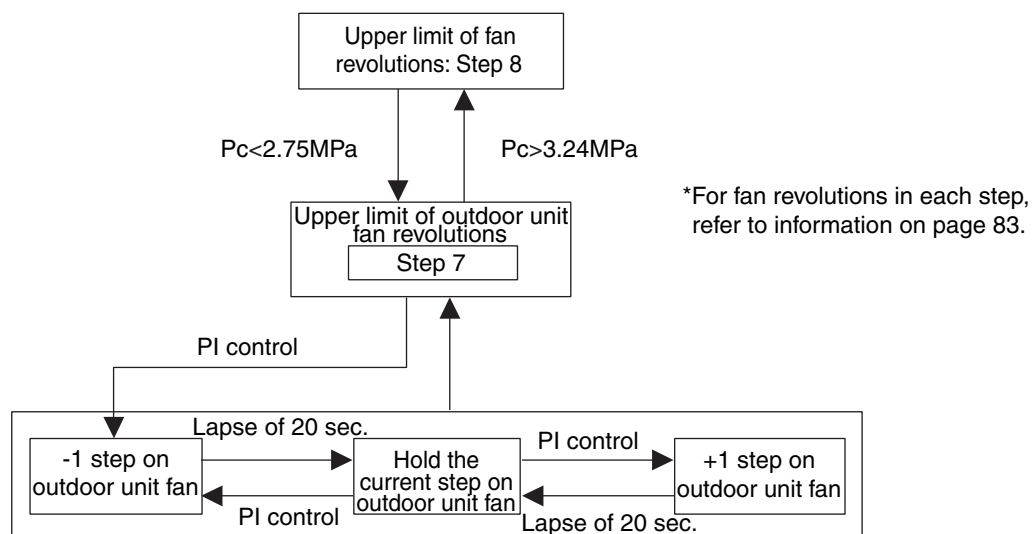 Upper limit of fan
revolutions: Step 8
Pc<2.75MPa
Pc>3.24MPa
*For fan revolutions in each step,
refer to information on page 83.
Upper limit of outdoor unit
fan revolutions
Step 7
PI control
Lapse of 20 sec.
PI control
-1 step on
outdoor unit fan
Hold the
current step on
outdoor unit fan
+1 step on
outdoor unit fan
PI control
Lapse of 20 sec.